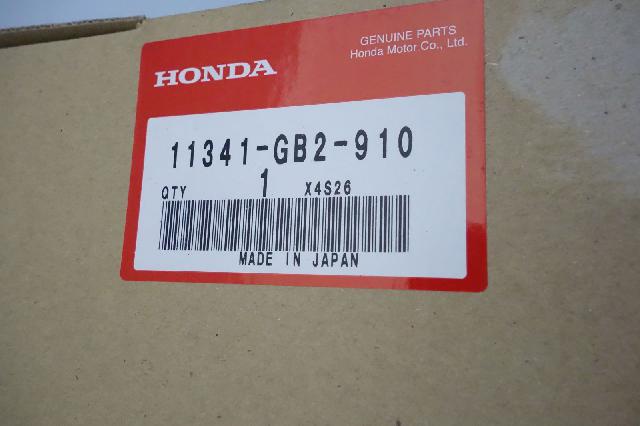 HONDA
GENUINE PARTS
Honda Motor Co., Ltd.
11341-GB2-910
QTY 1 X4S26
MADE IN JAPAN